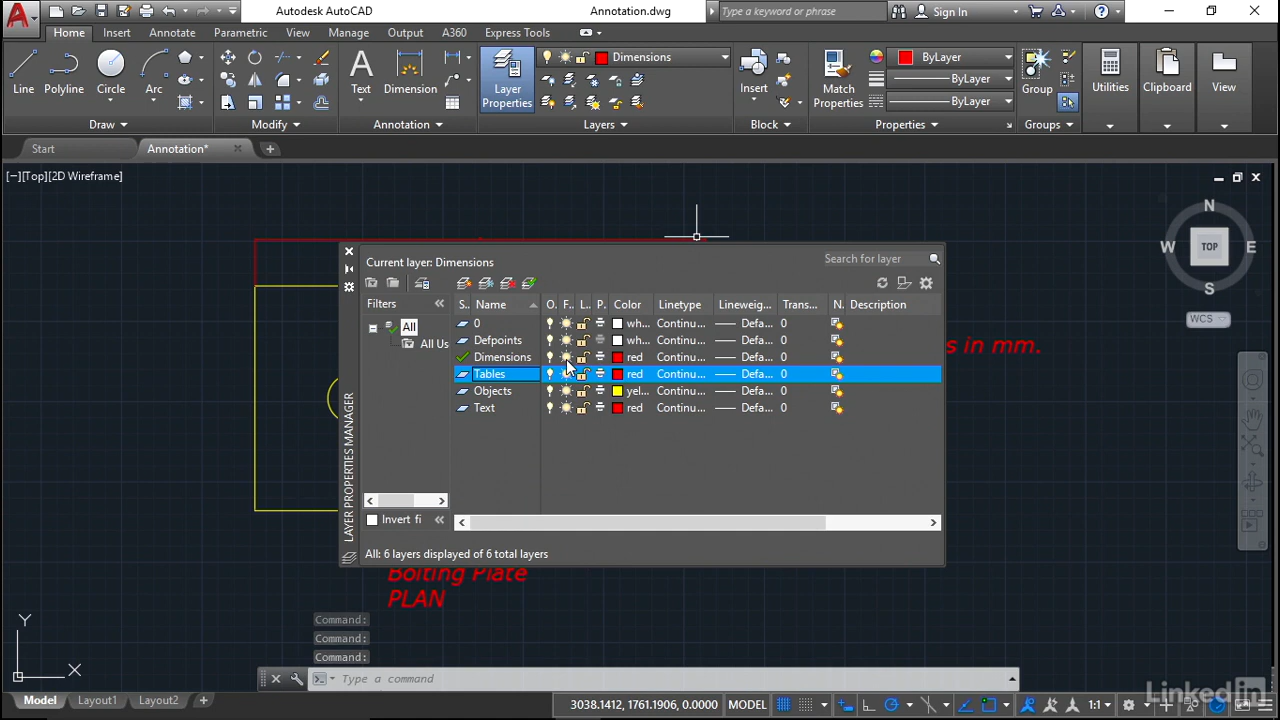 Autodesk AutoCAD
Annotation.dwg
Type a keyword or phrase
Sign In
Home Insert Annotate Parametric View Manage Output A360 Express Tools
Line
Polyline
Circle
Arc
Draw
Modify
Text
Dimension
Annotation
Layer
Properties
Dimensions
Layers
Insert
Block
Match
Properties
ByLayer
ByLayer
ByLayer
Properties
Group
Groups
Utilities
Clipboard
View
Start
Annotation*
[−][Top][2D Wireframe]
N
W TOP E
S
WCS
s in mm.
Current layer: Dimensions
Search for layer
Filters
All
All Us
S.. Name O. F.. L.. P. Color Linetype Lineweig... Trans... N. Description
0 wh... Continu... Defa... 0
Defpoints wh... Continu... Defa... 0
Dimensions red Continu... Defa... 0
Tables red Continu... Defa... 0
Objects yel... Continu... Defa... 0
Text red Continu... Defa... 0
Invert fi
All: 6 layers displayed of 6 total layers
LAYER PROPERTIES MANAGER
Bolting Plate
PLAN
Y
X
Command:
Command:
Command:
Type a command
Model Layout1 Layout2
3038.1412, 1761.1906, 0.0000 MODEL
1:1
LinkedIn